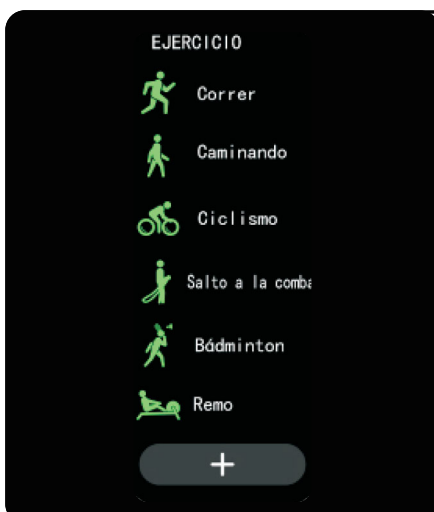 EJERCICIO
Correr
Caminando
Ciclismo
Salto a la comba
Bádminton
Remo
+